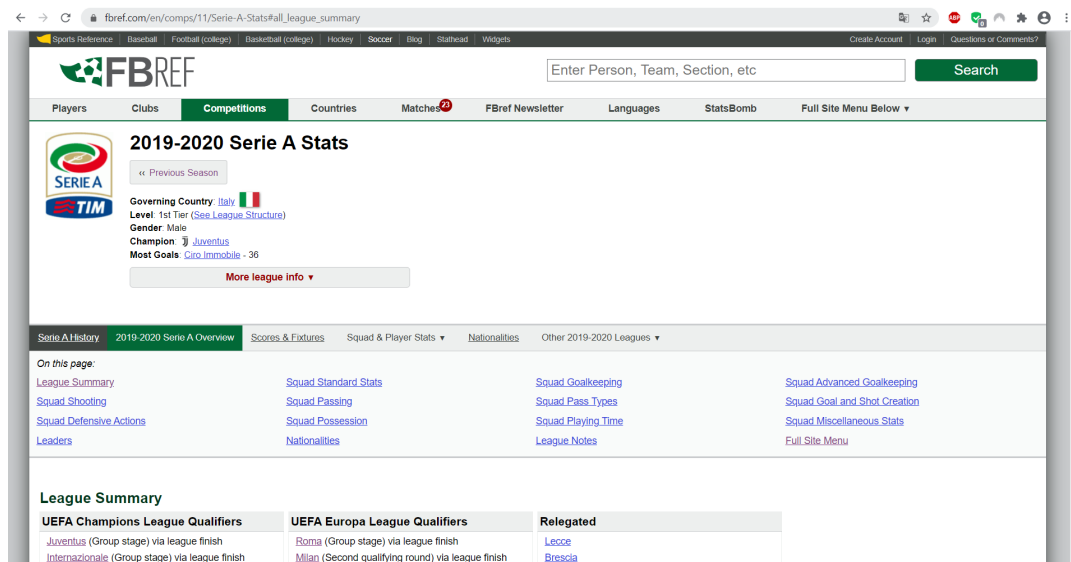 fbref.com/en/comps/11/Serie-A-Stats#all_league_summary
ABP
0
Sports Reference Baseball Football (college) Basketball (college) Hockey Soccer Blog Stathead Widgets Create Account Login Questions or Comments?
FBREF
Enter Person, Team, Section, etc
Search
Players Clubs Competitions Countries Matches 23 FBref Newsletter Languages StatsBomb Full Site Menu Below ▼
SERIE A
TIM
2019-2020 Serie A Stats
‹‹ Previous Season
Governing Country: Italy
Level: 1st Tier (See League Structure)
Gender: Male
Champion: Juventus
Most Goals: Ciro Immobile - 36
More league info ▼
Serie A History 2019-2020 Serie A Overview Scores & Fixtures Squad & Player Stats ▼ Nationalities Other 2019-2020 Leagues ▼
On this page:
League Summary Squad Standard Stats Squad Goalkeeping Squad Advanced Goalkeeping
Squad Shooting Squad Passing Squad Pass Types Squad Goal and Shot Creation
Squad Defensive Actions Squad Possession Squad Playing Time Squad Miscellaneous Stats
Leaders Nationalities League Notes Full Site Menu
League Summary
UEFA Champions League Qualifiers UEFA Europa League Qualifiers Relegated
Juventus (Group stage) via league finish Roma (Group stage) via league finish Lecce
Internazionale (Group stage) via league finish Milan (Second qualifying round) via league finish Brescia